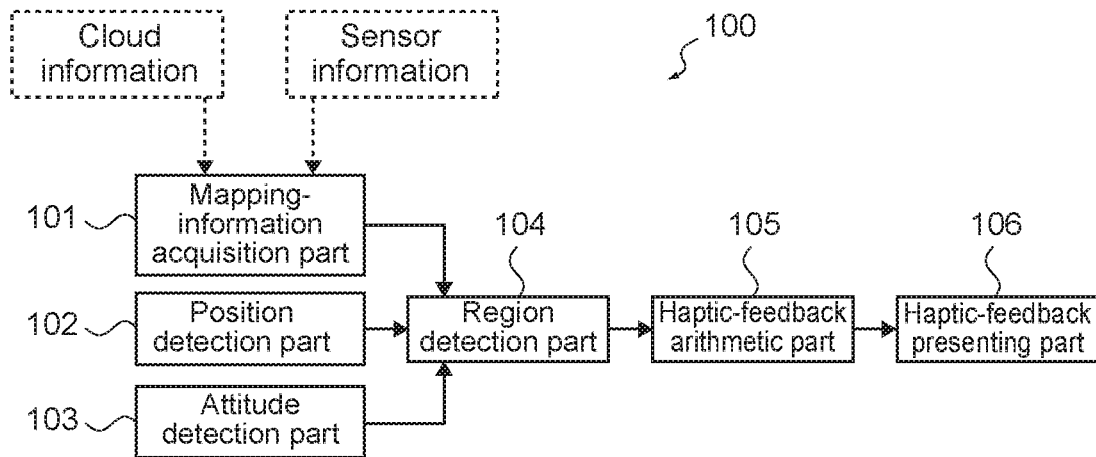 Cloud
information
Sensor
information
100
101
Mapping-
information
acquisition part
102
Position
detection part
103
Attitude
detection part
104
Region
detection part
105
Haptic-feedback
arithmetic part
106
Haptic-feedback
presenting part